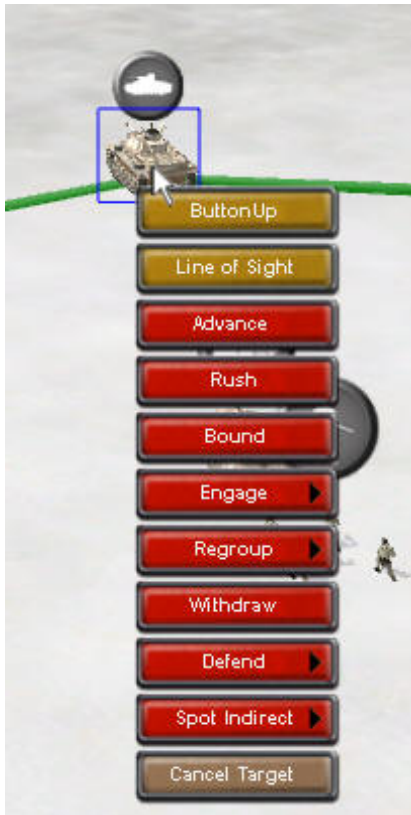 ButtonUp
Line of Sight
Advance
Rush
Bound
Engage
Regroup
Withdraw
Defend
Spot Indirect
Cancel Target